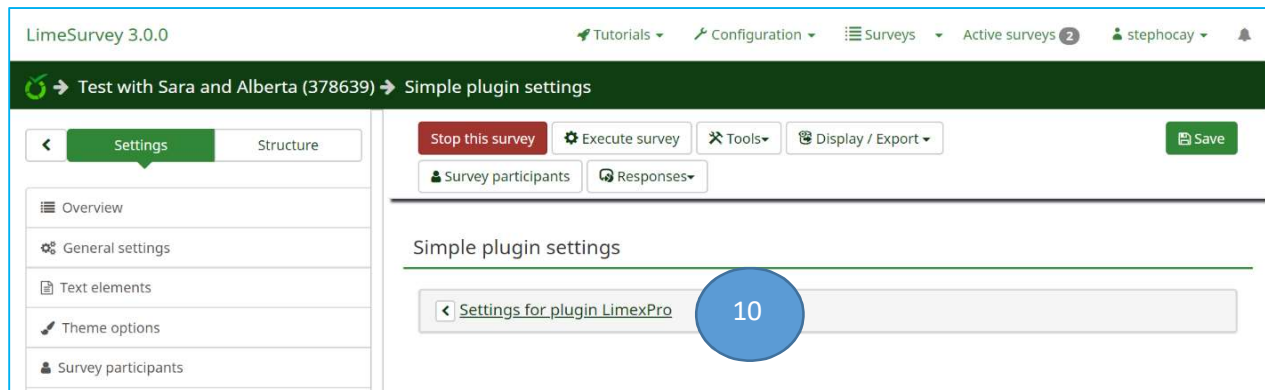 LimeSurvey 3.0.0 Tutorials Configuration Surveys Active surveys 2 stephocay
Test with Sara and Alberta (378639) Simple plugin settings
Settings Structure
Stop this survey Execute survey Tools Display / Export Save
Survey participants Responses
Overview
General settings
Text elements
Theme options
Survey participants
Simple plugin settings
Settings for plugin LimexPro 10